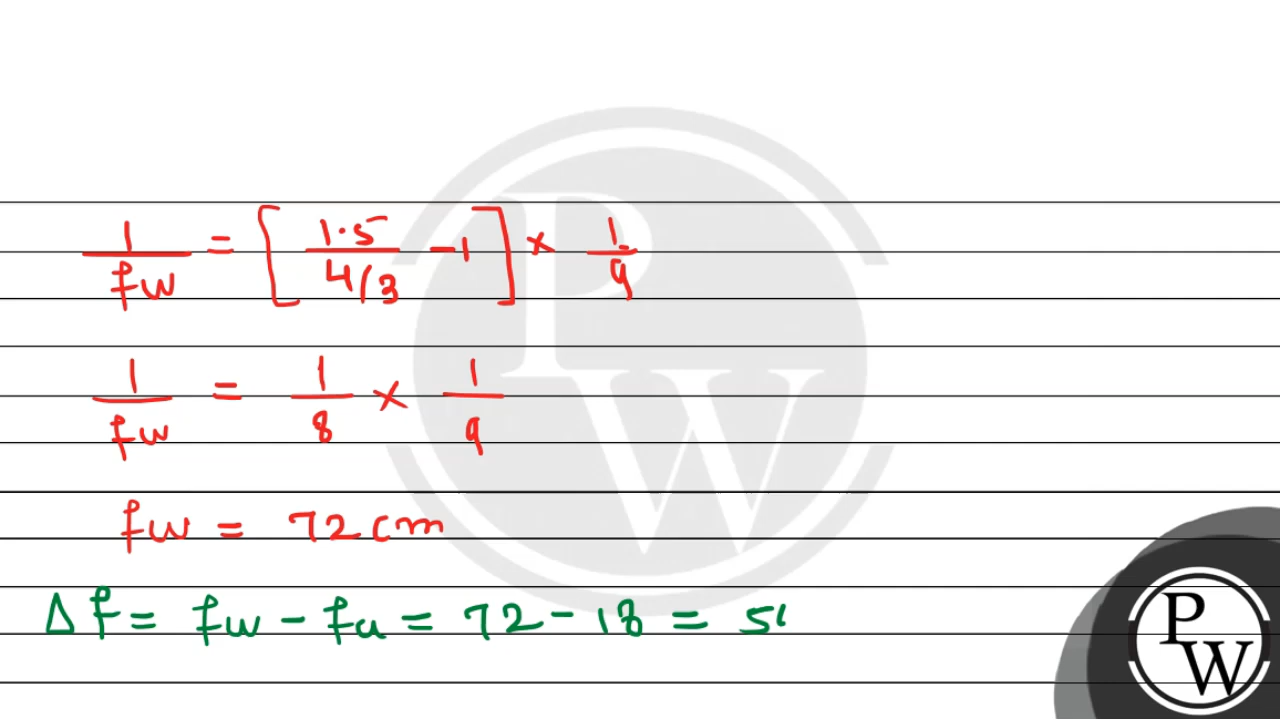 1/fw = [1.5/(4/3) - 1] × 1/9
1/fw = 1/8 × 1/9
fw = 72 cm
Δf = fw - fa = 72 - 18 = 5
PW
PW